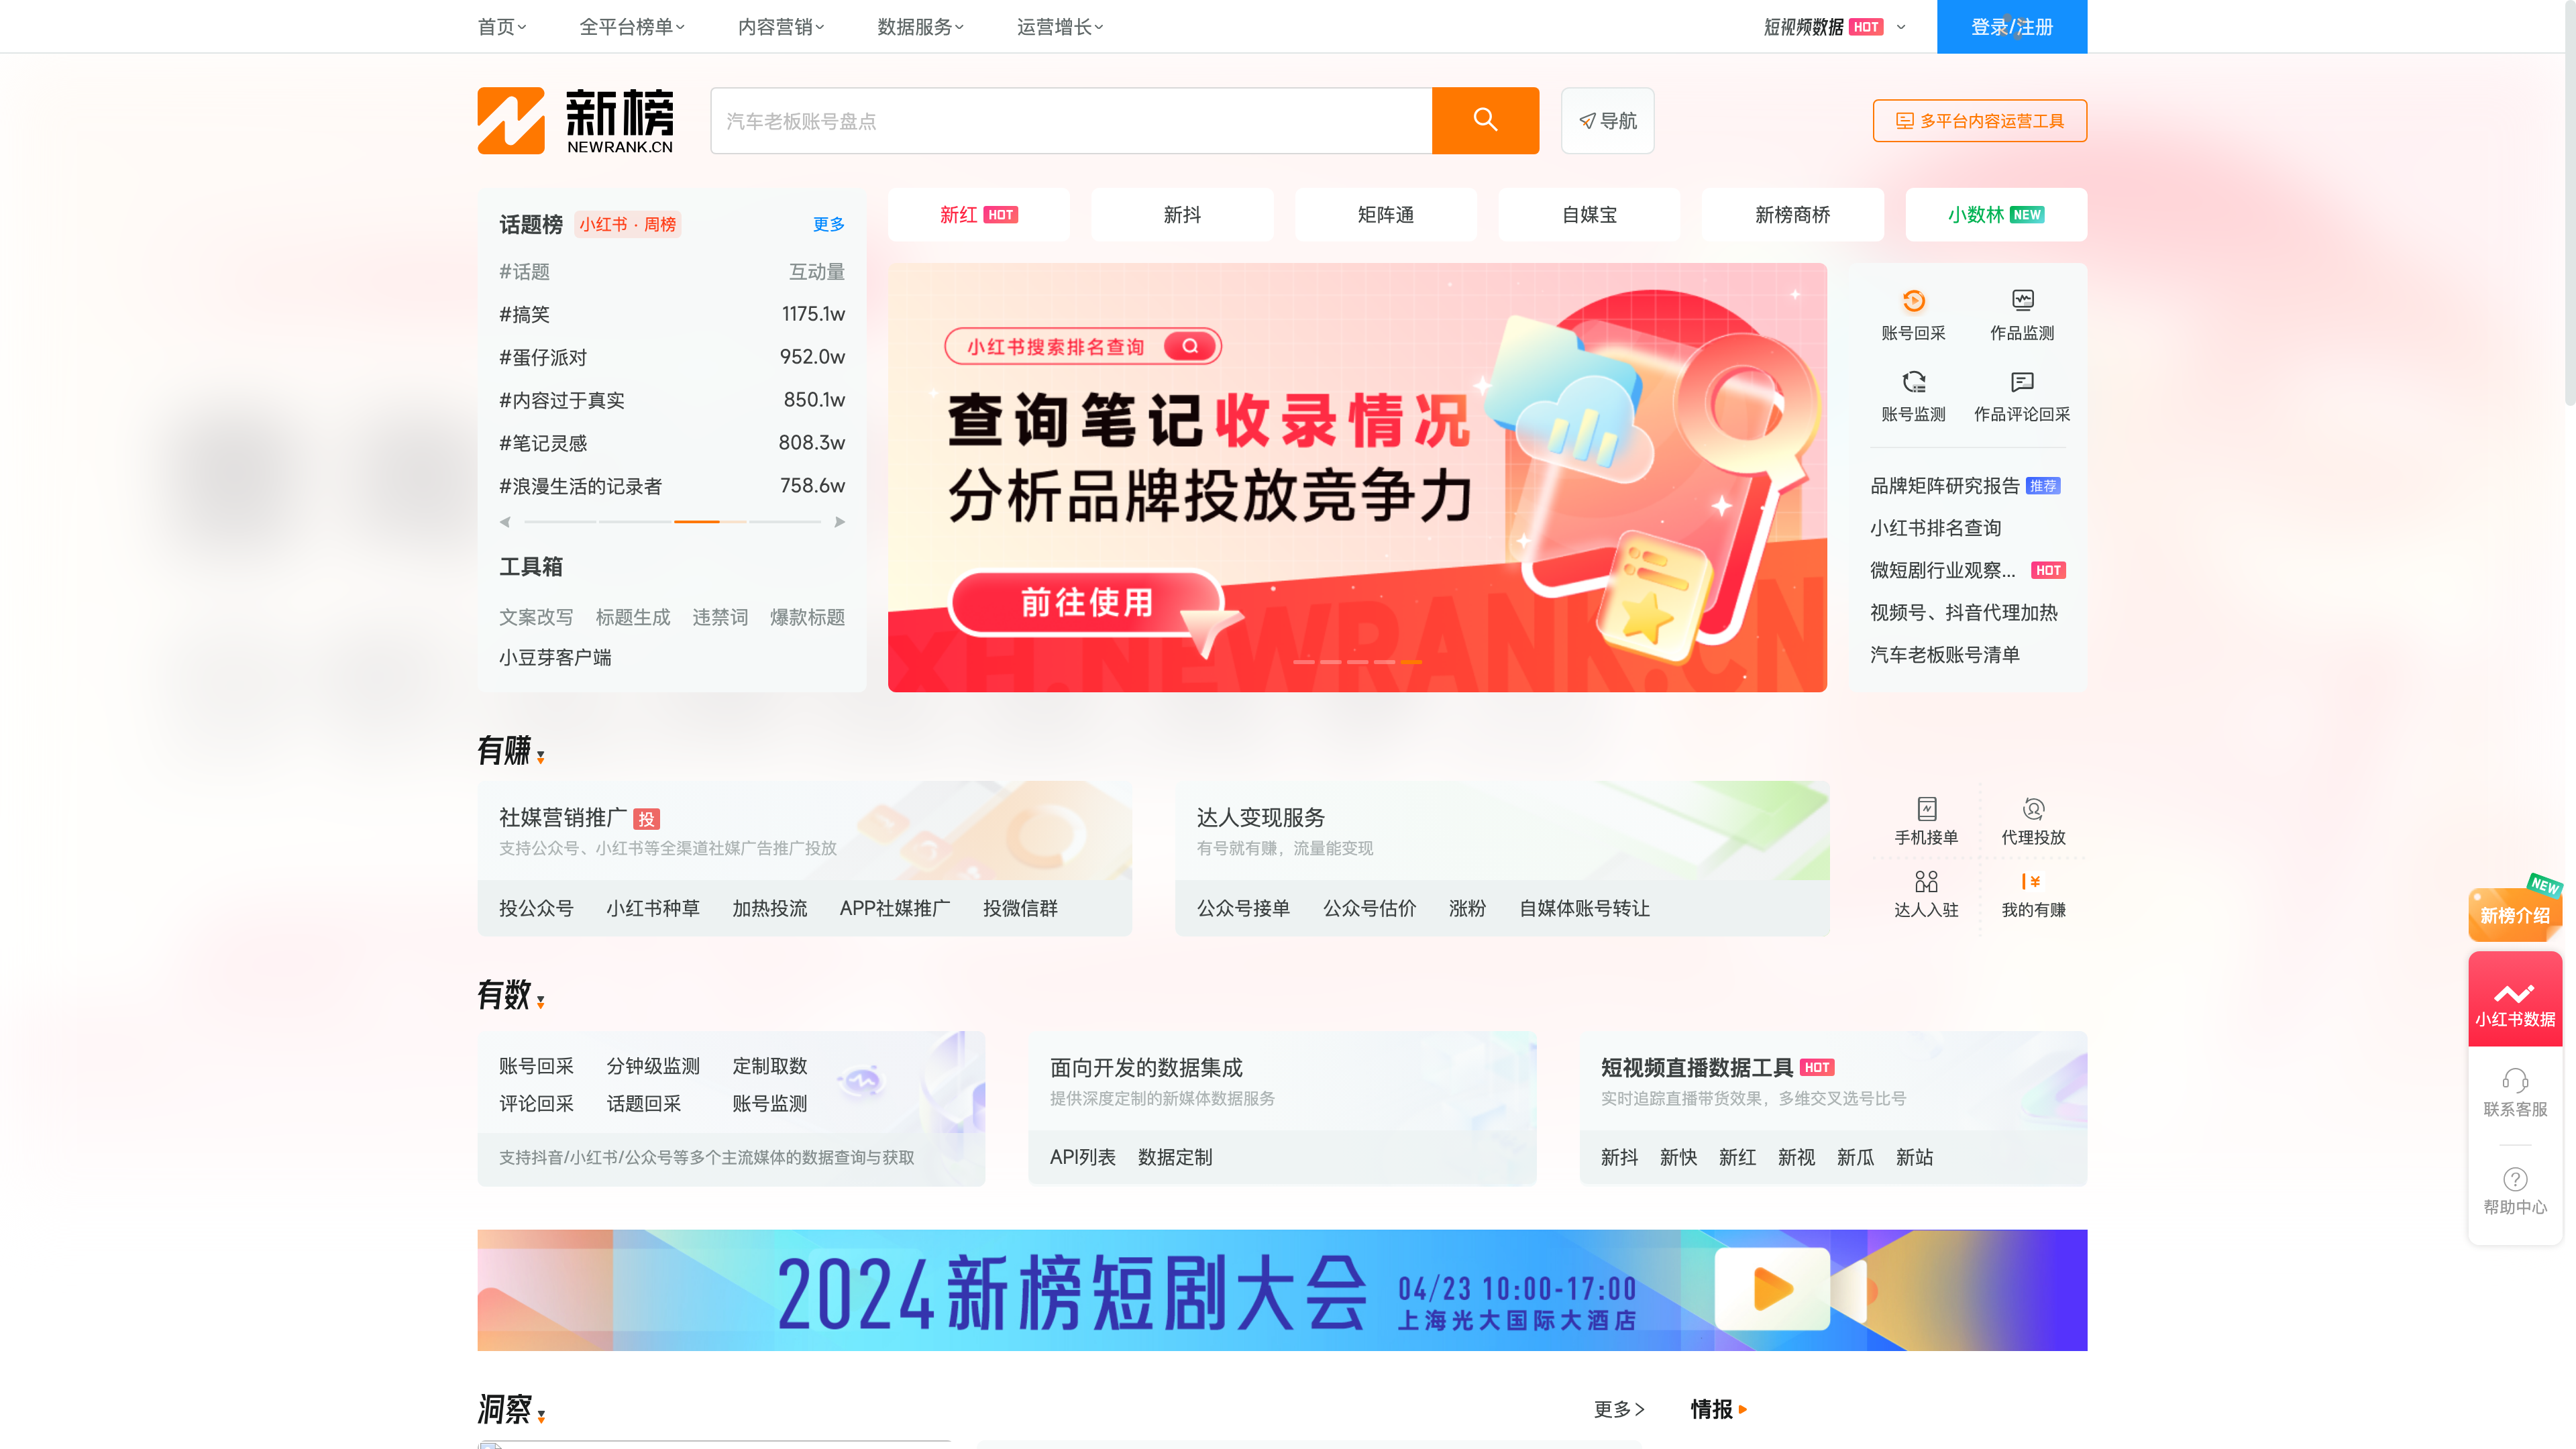 首页
全平台榜单
内容营销
数据服务
运营增长
短视频数据 HOT
登录/注册
新榜
NEWRANK.CN
汽车老板账号盘点
导航
多平台内容运营工具
话题榜 小红书 · 周榜 更多
#话题 互动量
#搞笑 1175.1w
#蛋仔派对 952.0w
#内容过于真实 850.1w
#笔记灵感 808.3w
#浪漫生活的记录者 758.6w
工具箱
文案改写 标题生成 违禁词 爆款标题
小豆芽客户端
新红 HOT
新抖
矩阵通
自媒宝
新榜商桥
小数林 NEW
小红书搜索排名查询
查询笔记收录情况
分析品牌投放竞争力
前往使用
XH.NEWRANK.CN
账号回采 作品监测
账号监测 作品评论回采
品牌矩阵研究报告 推荐
小红书排名查询
微短剧行业观察... HOT
视频号、抖音代理加热
汽车老板账号清单
有赚
社媒营销推广 投
支持公众号、小红书等全渠道社媒广告推广投放
投公众号 小红书种草 加热投流 APP社媒推广 投微信群
达人变现服务
有号就有赚，流量能变现
公众号接单 公众号估价 涨粉 自媒体账号转让
手机接单 代理投放
达人入驻 我的有赚
有数
账号回采 分钟级监测 定制取数
评论回采 话题回采 账号监测
支持抖音/小红书/公众号等多个主流媒体的数据查询与获取
面向开发的数据集成
提供深度定制的新媒体数据服务
API列表 数据定制
短视频直播数据工具 HOT
实时追踪直播带货效果，多维交叉选号比号
新抖 新快 新红 新视 新瓜 新站
2024新榜短剧大会
04/23 10:00-17:00
上海光大国际大酒店
洞察
更多
情报
NEW
新榜介绍
小红书数据
联系客服
帮助中心